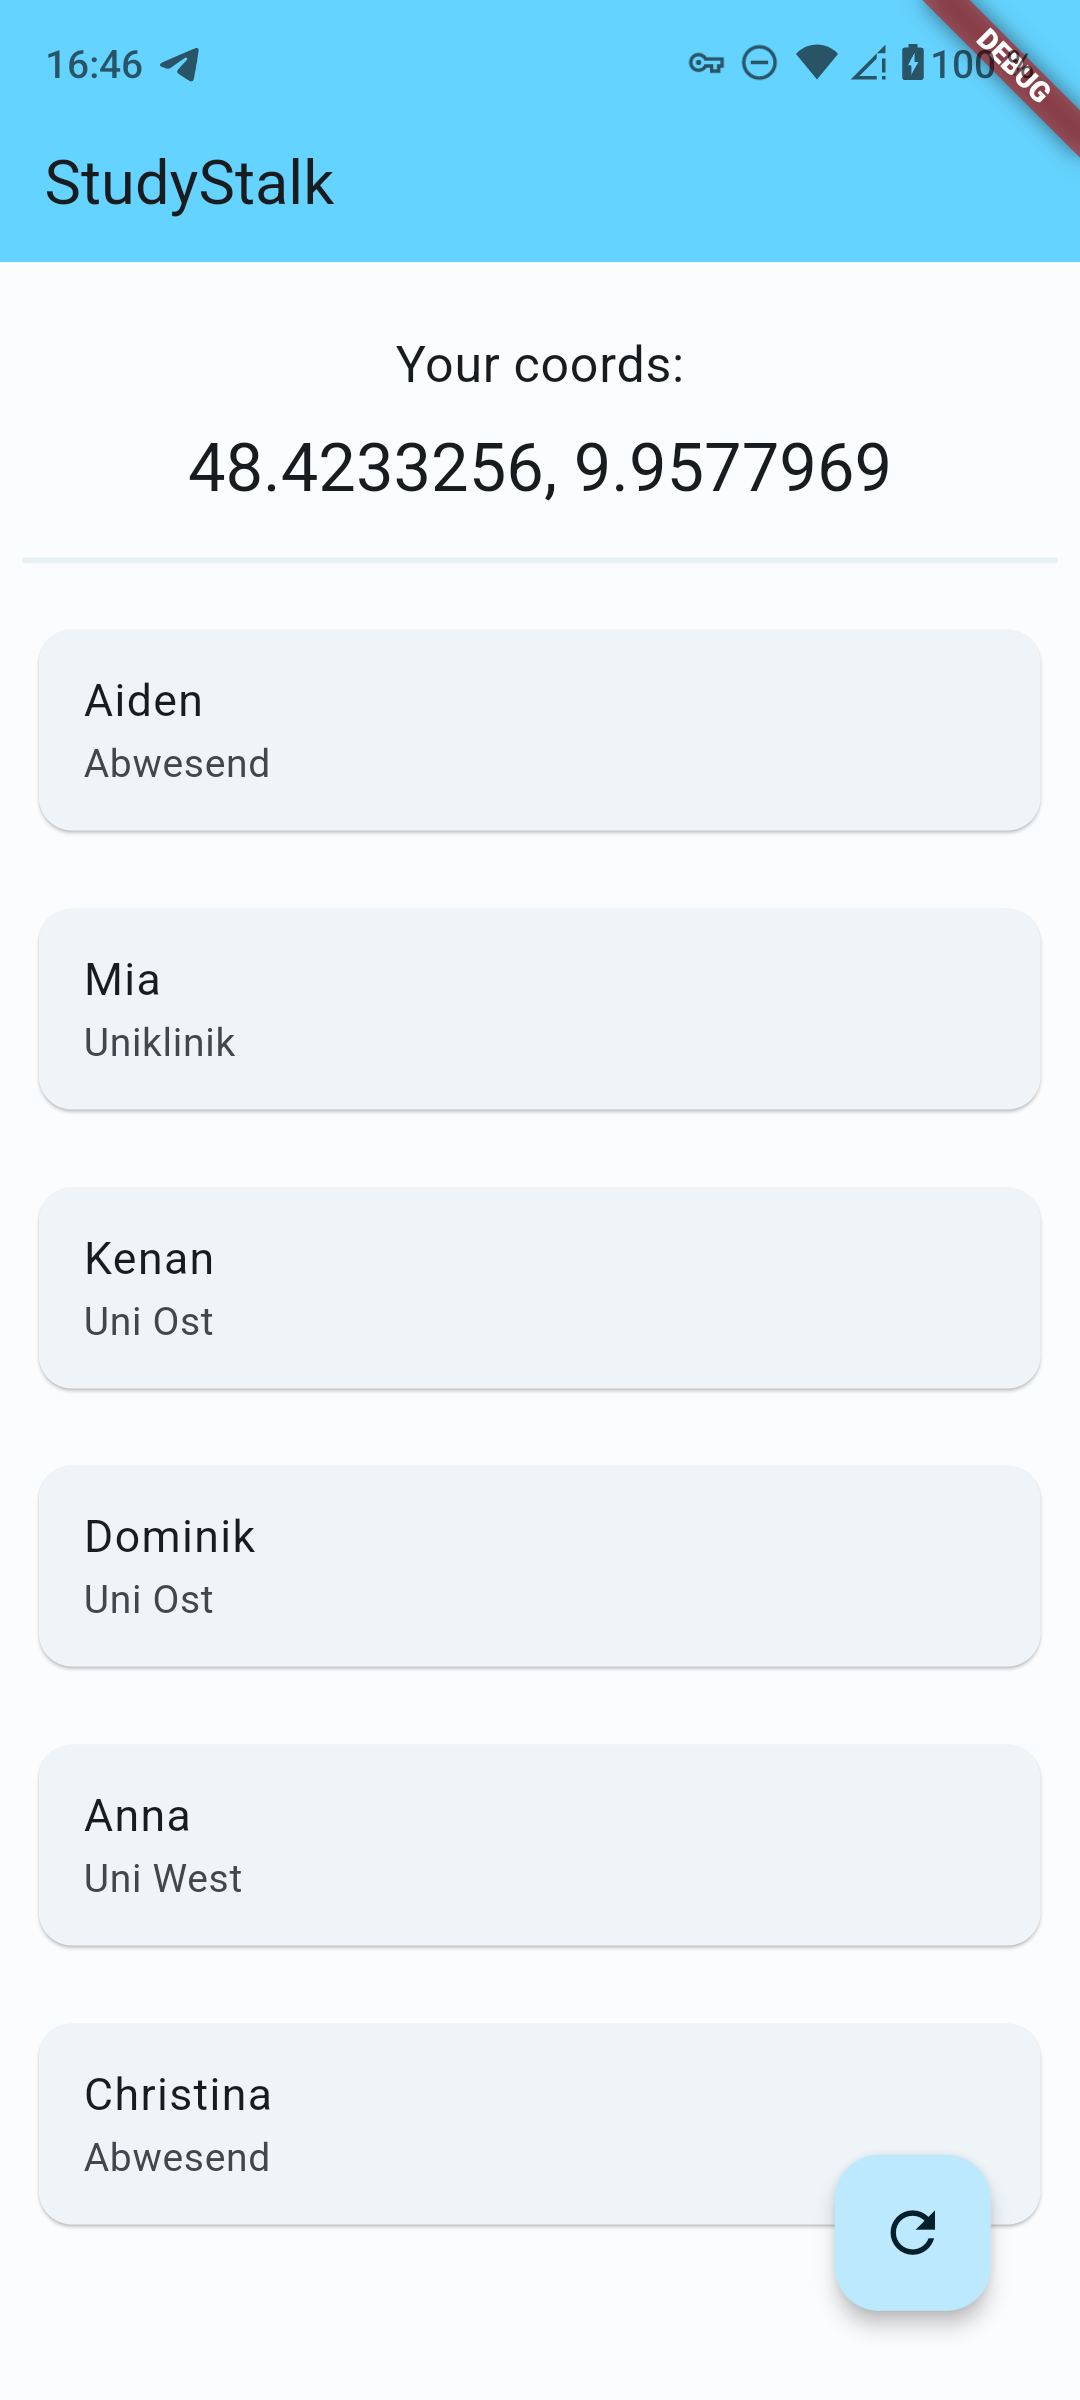 16:46
100 %
DEBUG
StudyStalk
Your coords:
48.4233256, 9.9577969
Aiden
Abwesend
Mia
Uniklinik
Kenan
Uni Ost
Dominik
Uni Ost
Anna
Uni West
Christina
Abwesend